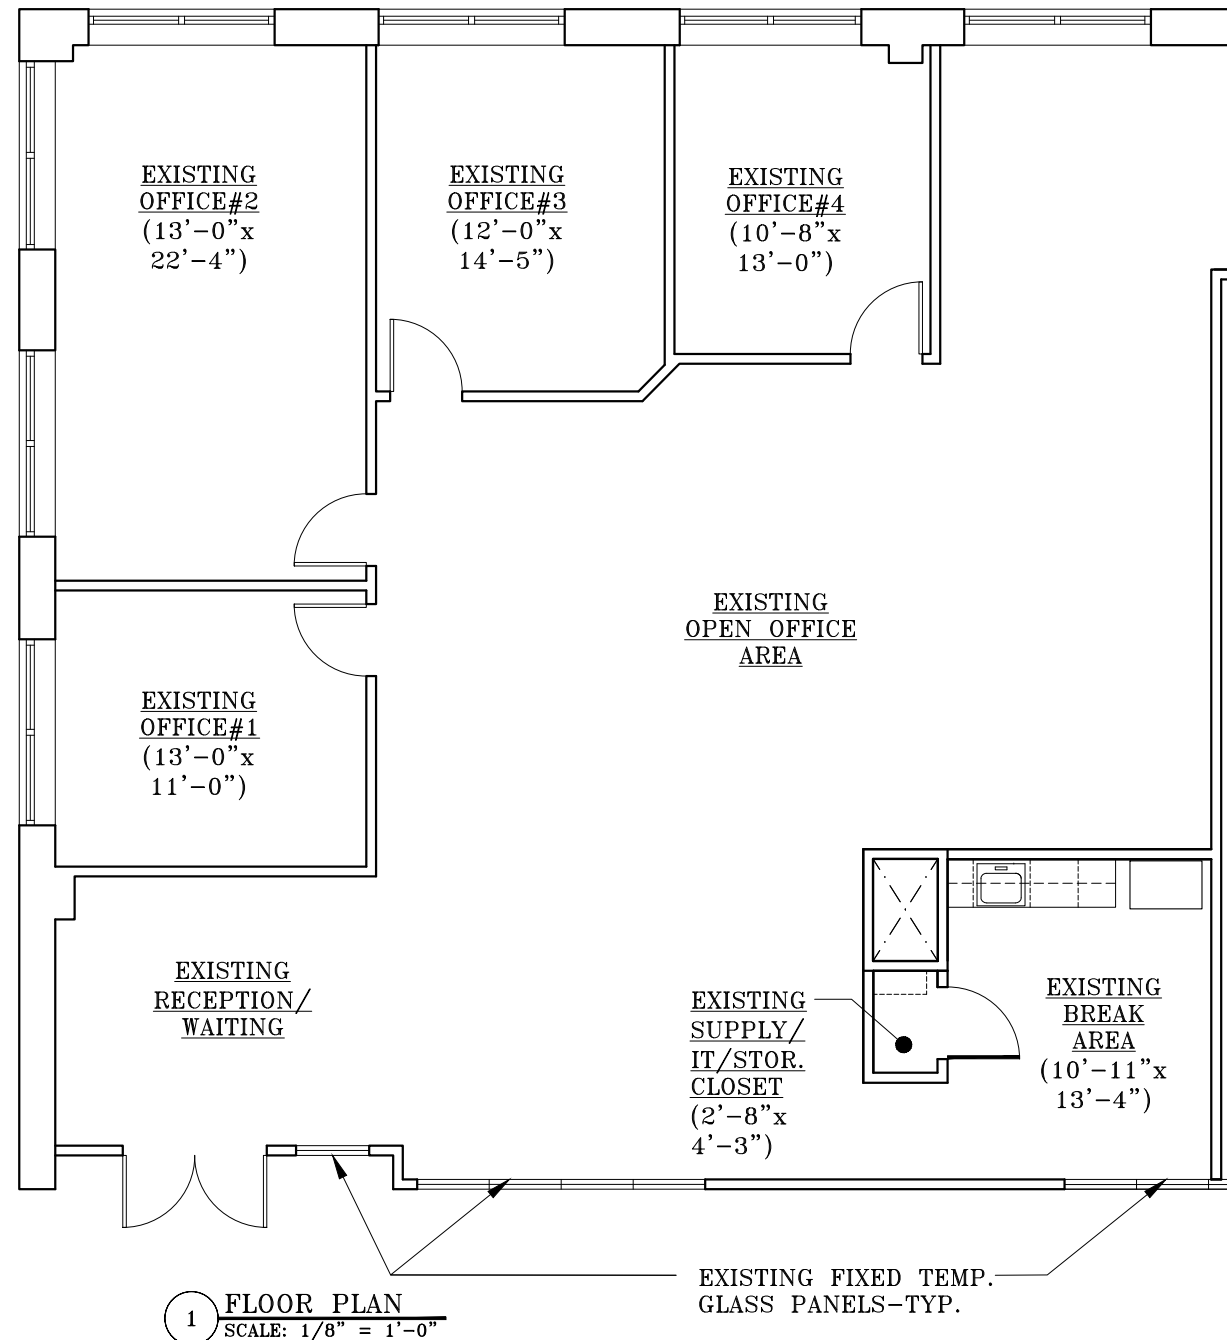 EXISTING
OFFICE#2
(13'-0"x
22'-4")
EXISTING
OFFICE#3
(12'-0"x
14'-5")
EXISTING
OFFICE#4
(10'-8"x
13'-0")
EXISTING
OPEN OFFICE
AREA
EXISTING
OFFICE#1
(13'-0"x
11'-0")
EXISTING
RECEPTION/
WAITING
EXISTING
SUPPLY/
IT/STOR.
CLOSET
(2'-8"x
4'-3")
EXISTING
BREAK
AREA
(10'-11"x
13'-4")
EXISTING FIXED TEMP.
GLASS PANELS-TYP.
1
FLOOR PLAN
SCALE: 1/8" = 1'-0"